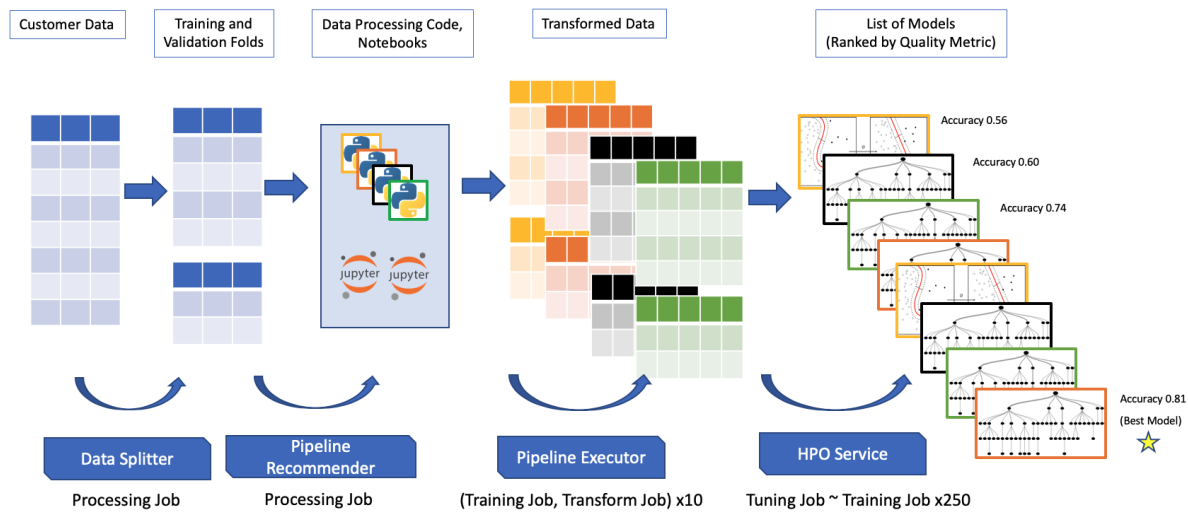 Customer Data
Training and
Validation Folds
Data Processing Code,
Notebooks
Transformed Data
List of Models
(Ranked by Quality Metric)
Accuracy 0.56
Accuracy 0.60
Accuracy 0.74
jupyter
jupyter
Accuracy 0.81
(Best Model)
Data Splitter
Pipeline
Recommender
Pipeline Executor
HPO Service
Processing Job
Processing Job
(Training Job, Transform Job) x10
Tuning Job ~ Training Job x250